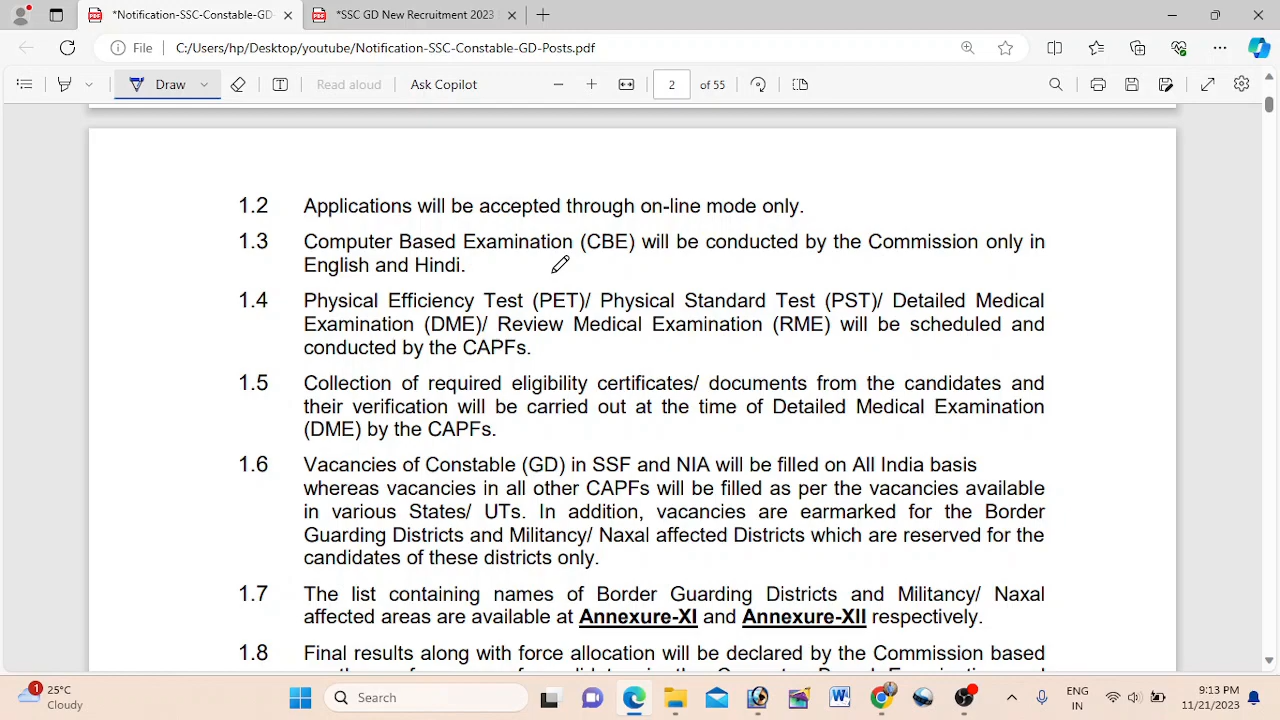 *Notification-SSC-Constable-GD-
*SSC GD New Recruitment 2023
File
C:/Users/hp/Desktop/youtube/Notification-SSC-Constable-GD-Posts.pdf
Draw
Read aloud
Ask Copilot
2 of 55
1.2 Applications will be accepted through on-line mode only.
1.3 Computer Based Examination (CBE) will be conducted by the Commission only in
English and Hindi.
1.4 Physical Efficiency Test (PET)/ Physical Standard Test (PST)/ Detailed Medical
Examination (DME)/ Review Medical Examination (RME) will be scheduled and
conducted by the CAPFs.
1.5 Collection of required eligibility certificates/ documents from the candidates and
their verification will be carried out at the time of Detailed Medical Examination
(DME) by the CAPFs.
1.6 Vacancies of Constable (GD) in SSF and NIA will be filled on All India basis
whereas vacancies in all other CAPFs will be filled as per the vacancies available
in various States/ UTs. In addition, vacancies are earmarked for the Border
Guarding Districts and Militancy/ Naxal affected Districts which are reserved for the
candidates of these districts only.
1.7 The list containing names of Border Guarding Districts and Militancy/ Naxal
affected areas are available at Annexure-XI and Annexure-XII respectively.
1.8 Final results along with force allocation will be declared by the Commission based
1
25°C
Cloudy
Search
ENG
IN
9:13 PM
11/21/2023